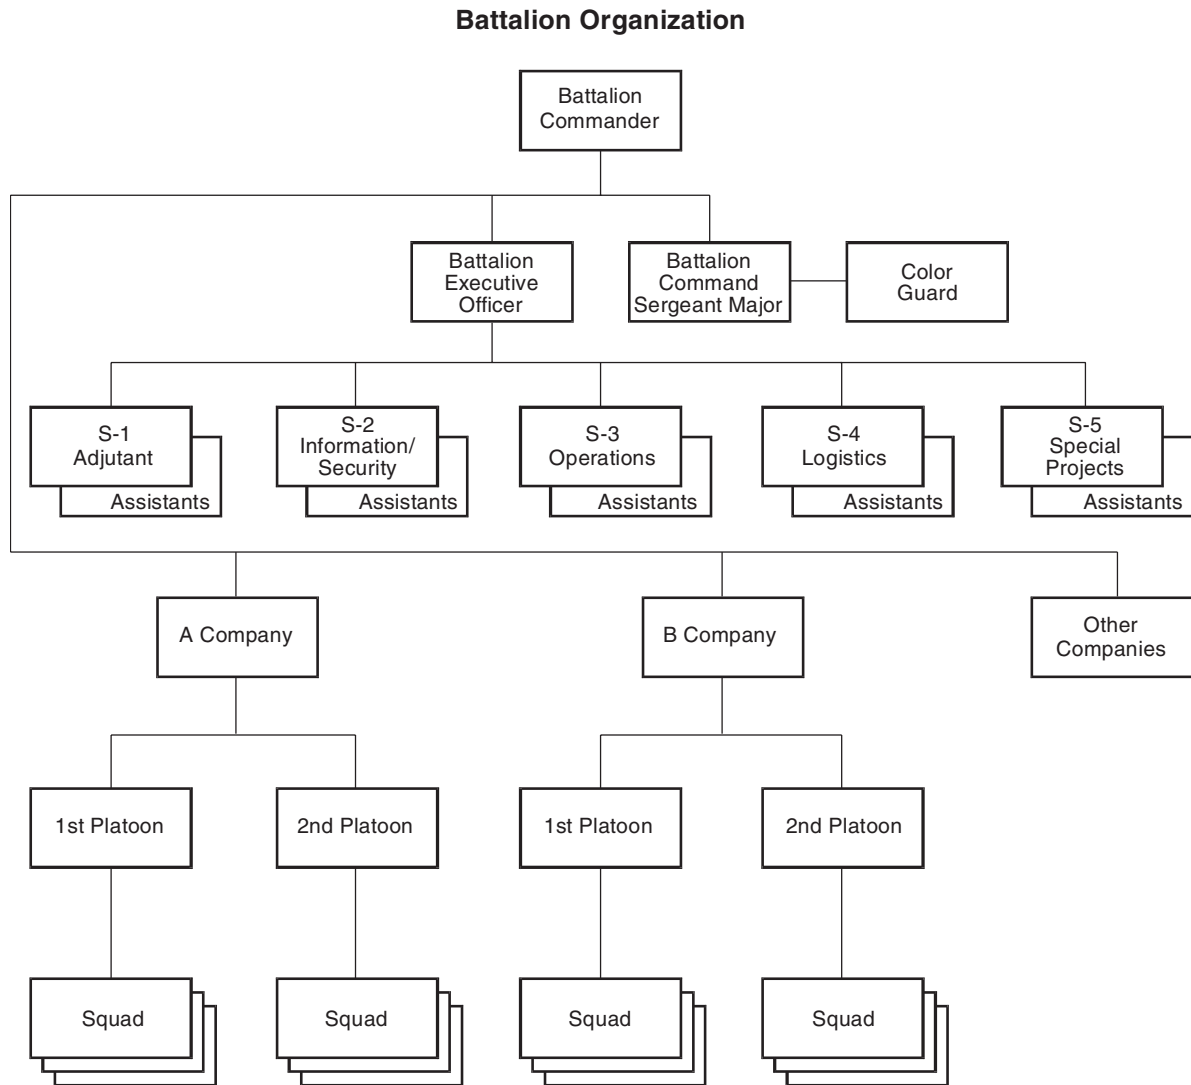 Battalion Organization
Battalion
Commander
Battalion
Executive
Officer
Battalion
Command
Sergeant Major
Color
Guard
S-1
Adjutant
Assistants
S-2
Information/
Security
Assistants
S-3
Operations
Assistants
S-4
Logistics
Assistants
S-5
Special
Projects
Assistants
A Company
B Company
Other
Companies
1st Platoon
2nd Platoon
1st Platoon
2nd Platoon
Squad
Squad
Squad
Squad